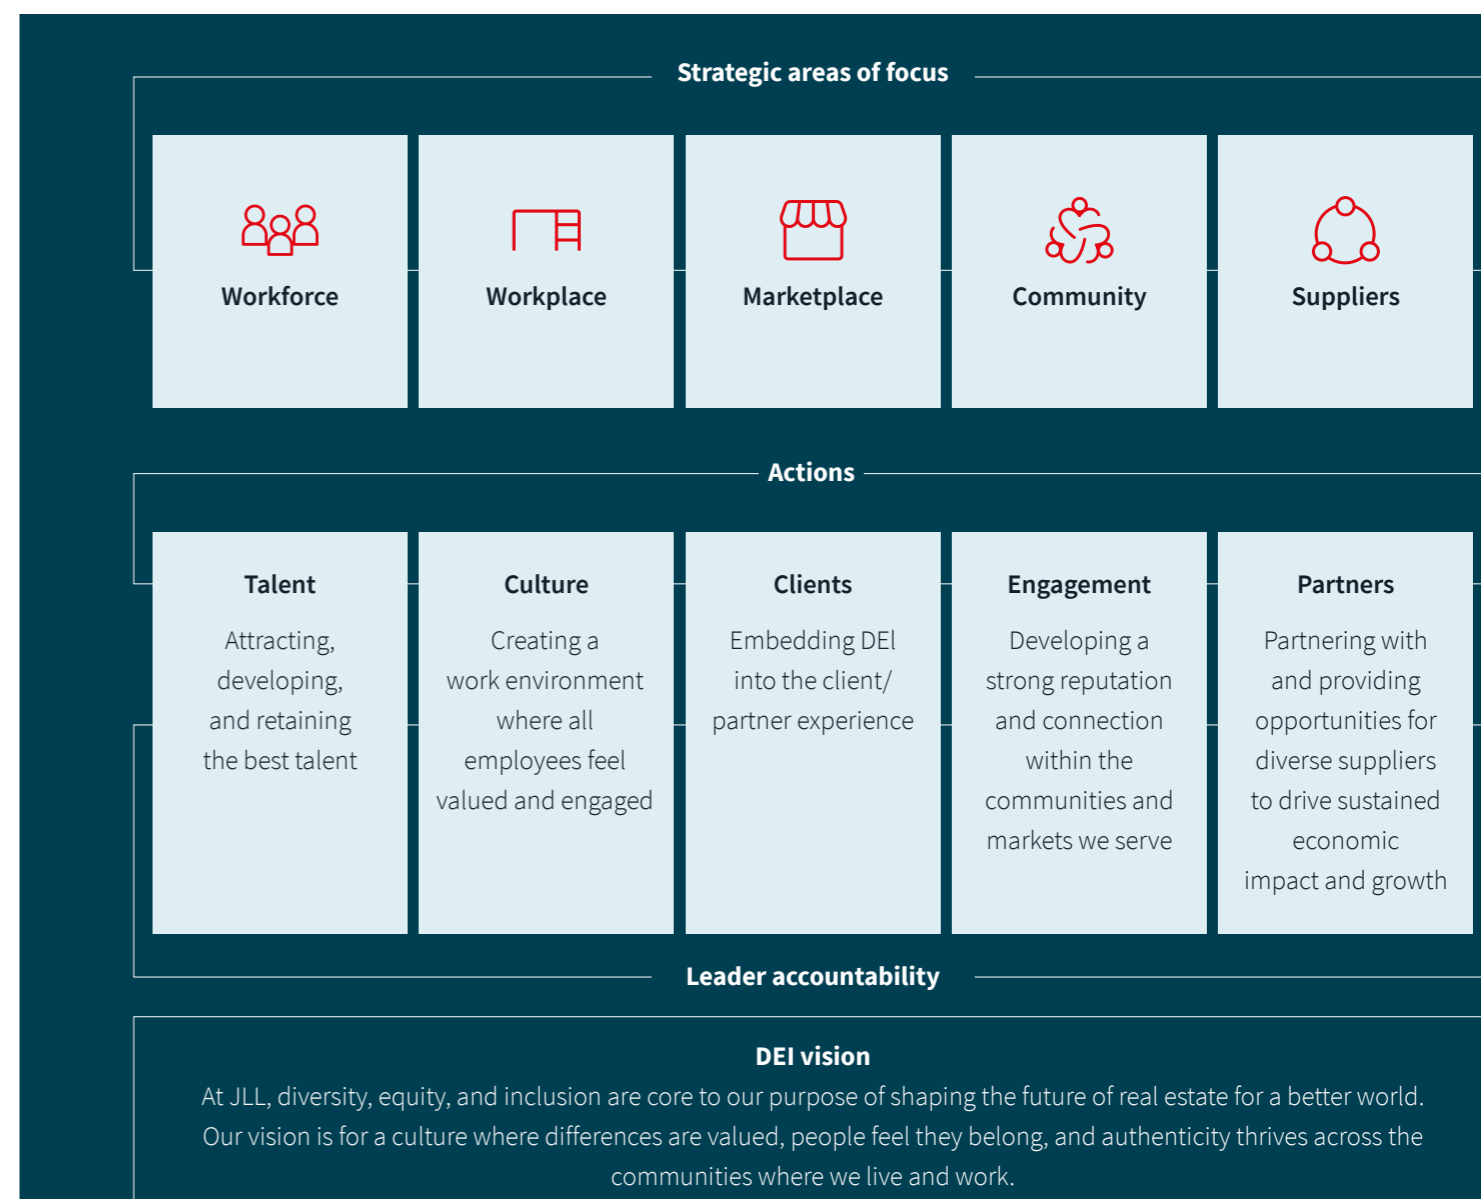 Strategic areas of focus
Workforce
Workplace
Marketplace
Community
Suppliers
Actions
Talent
Attracting,
developing,
and retaining
the best talent
Culture
Creating a
work environment
where all
employees feel
valued and engaged
Clients
Embedding DEI
into the client/
partner experience
Engagement
Developing a
strong reputation
and connection
within the
communities and
markets we serve
Partners
Partnering with
and providing
opportunities for
diverse suppliers
to drive sustained
economic
impact and growth
Leader accountability
DEI vision
At JLL, diversity, equity, and inclusion are core to our purpose of shaping the future of real estate for a better world.
Our vision is for a culture where differences are valued, people feel they belong, and authenticity thrives across the
communities where we live and work.